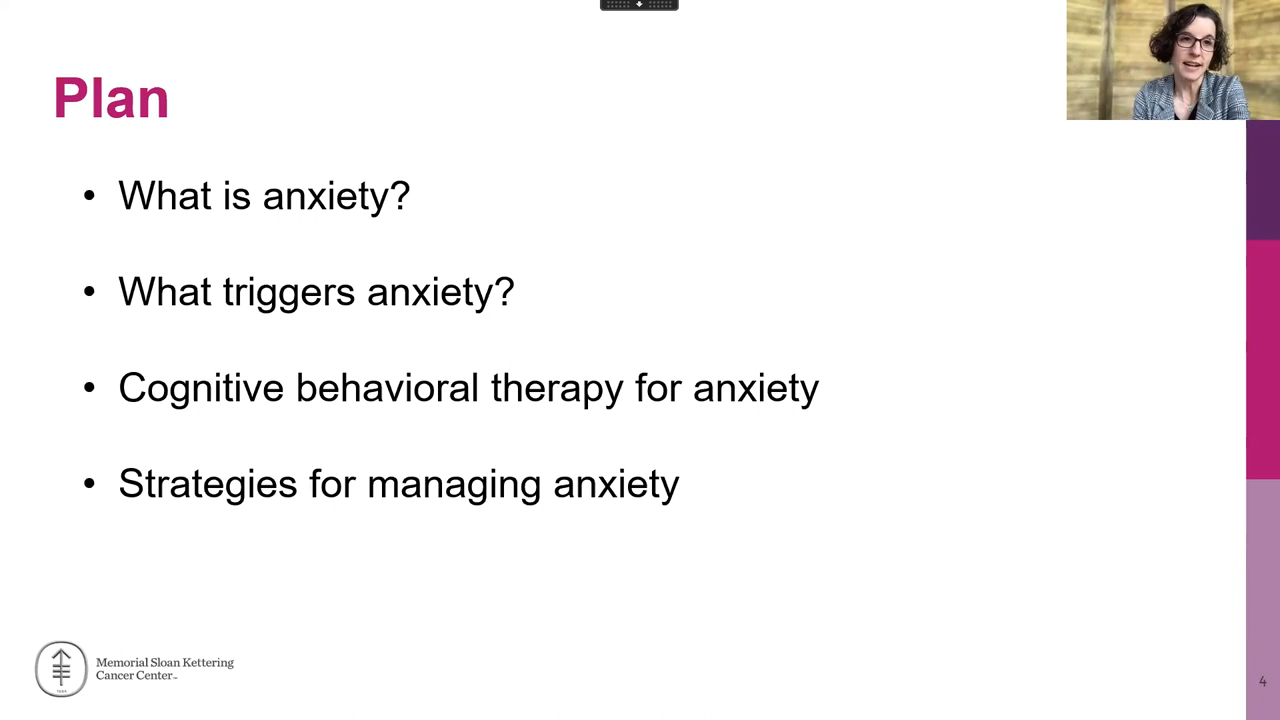 Plan
• What is anxiety?
• What triggers anxiety?
• Cognitive behavioral therapy for anxiety
• Strategies for managing anxiety
Memorial Sloan Kettering
Cancer Center
4